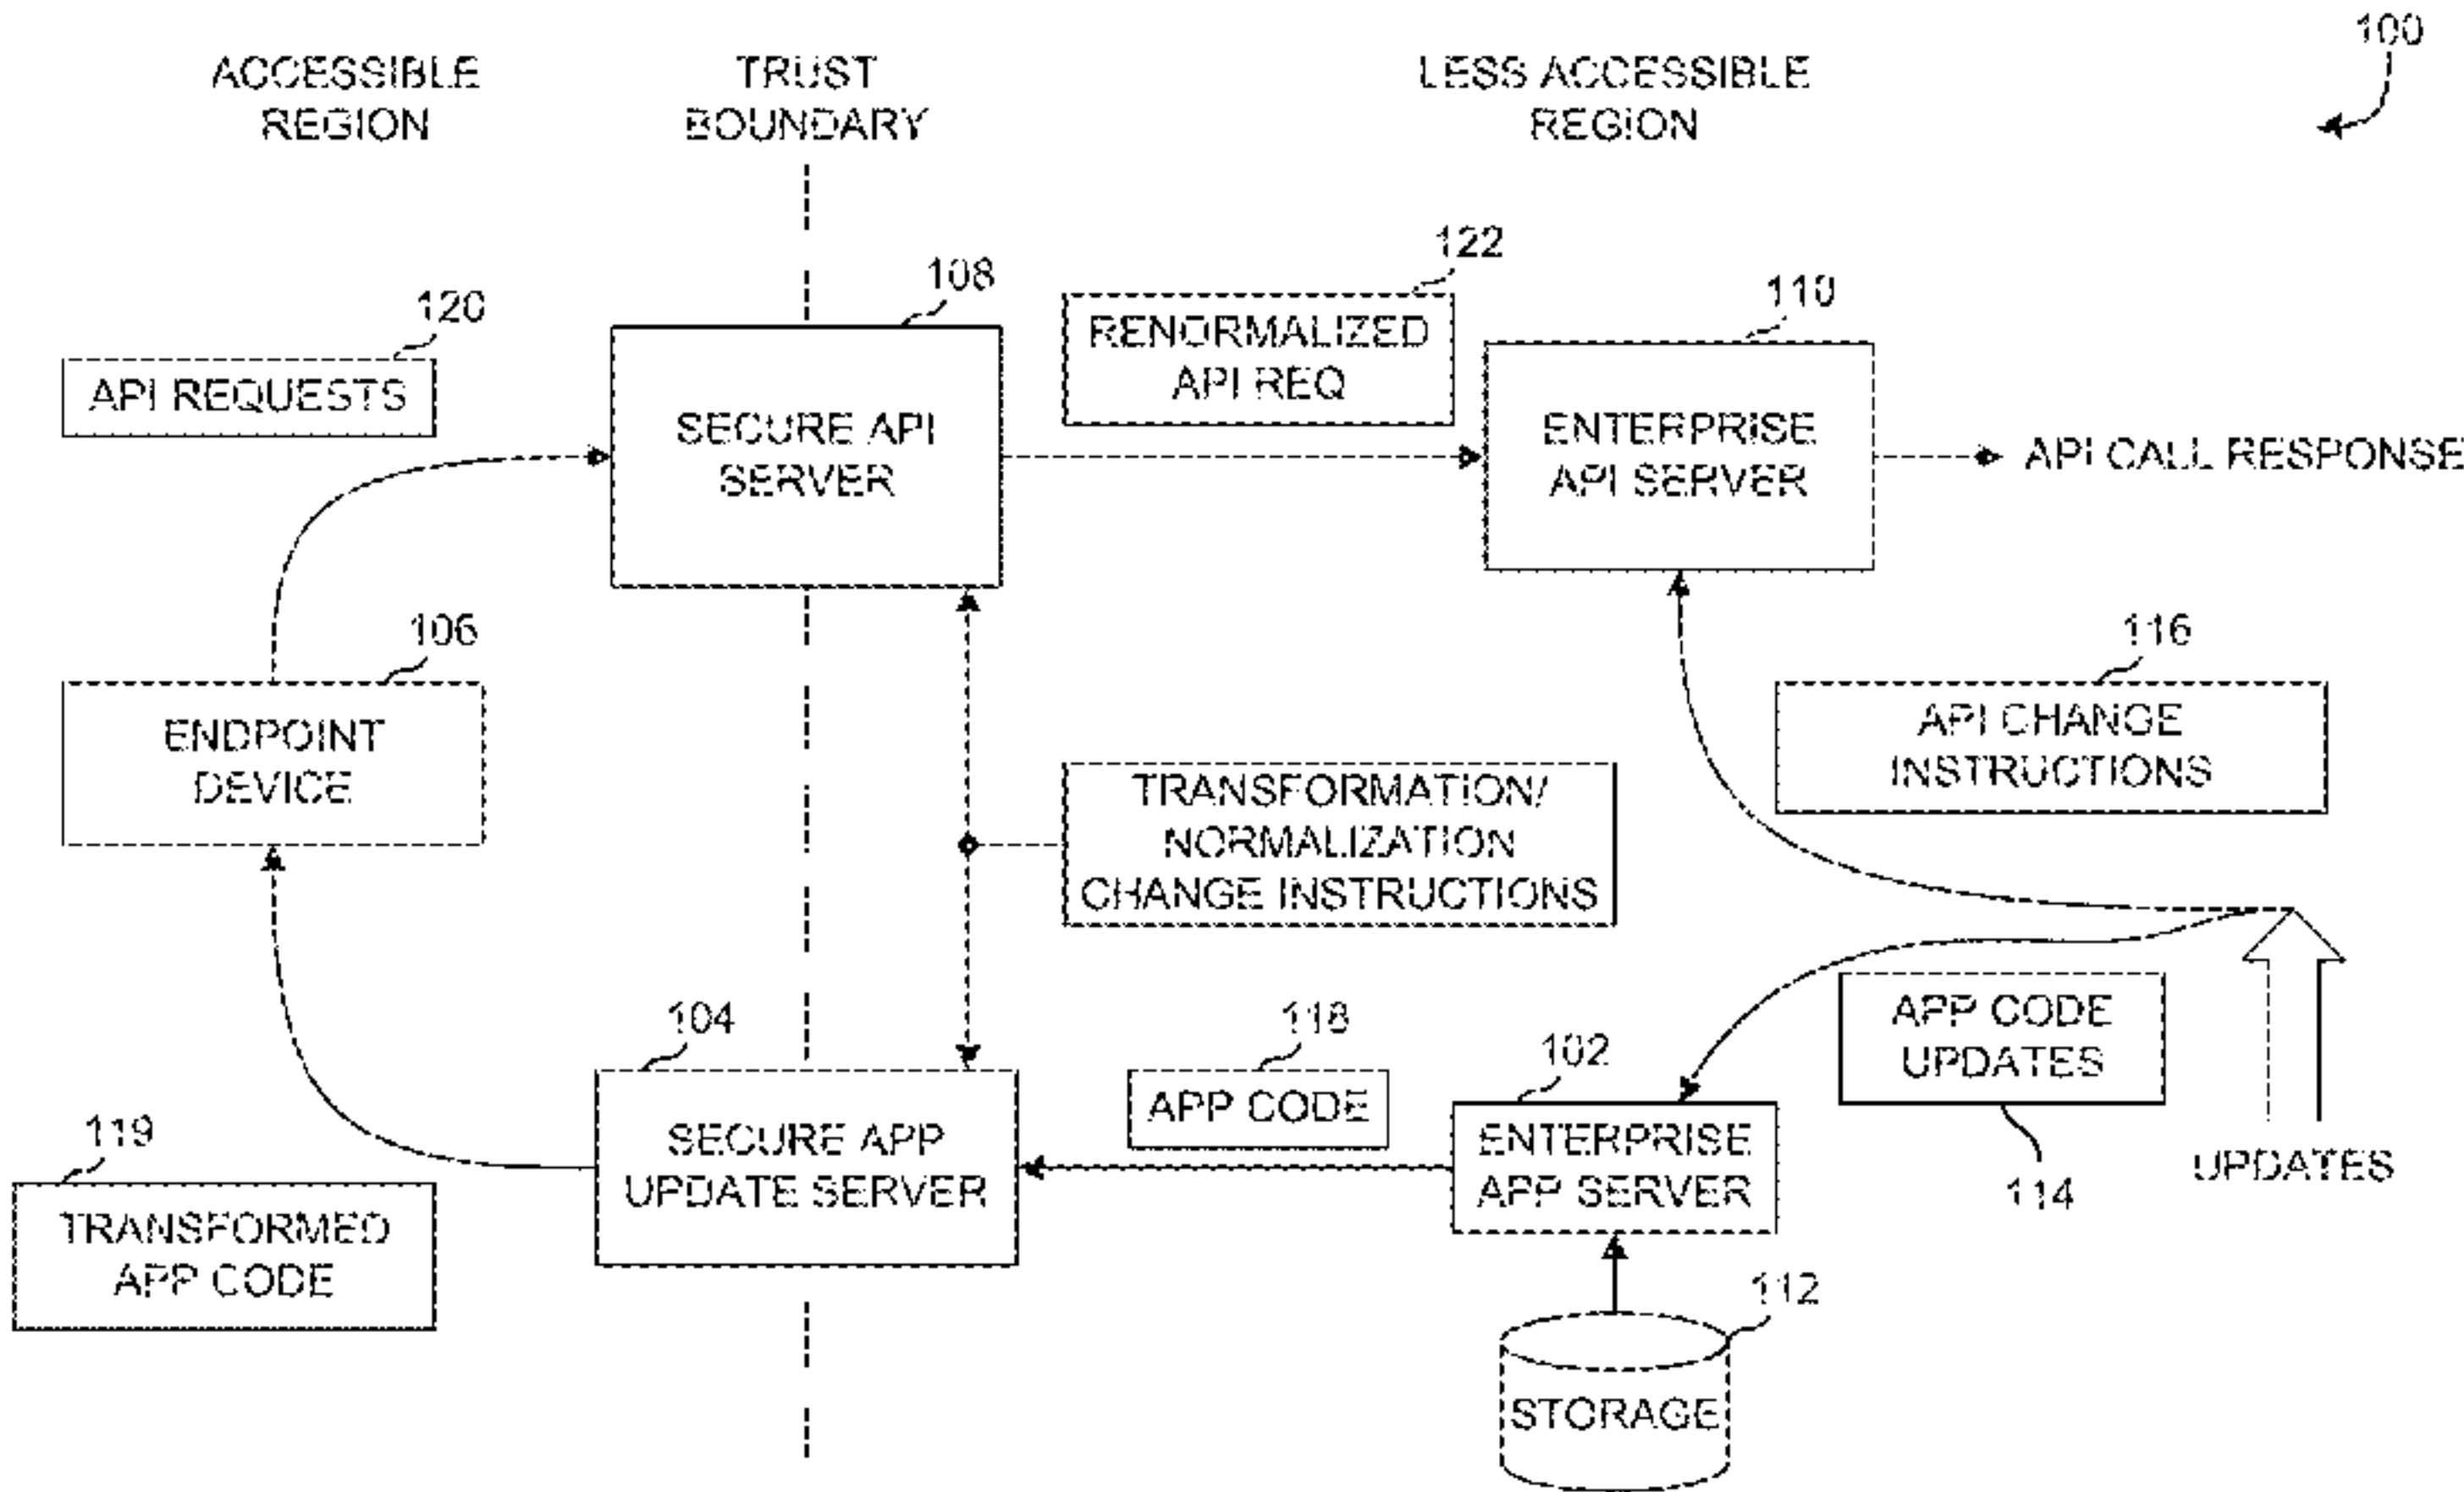 100
ACCESSIBLE
REGION
TRUST
BOUNDARY
LESS ACCESSIBLE
REGION
120
API REQUESTS
108
SECURE API
SERVER
122
RENORMALIZED
API REQ
110
ENTERPRISE
API SERVER
API CALL RESPONSE
106
ENDPOINT
DEVICE
TRANSFORMATION/
NORMALIZATION
CHANGE INSTRUCTIONS
116
API CHANGE
INSTRUCTIONS
119
TRANSFORMED
APP CODE
104
SECURE APP
UPDATE SERVER
118
APP CODE
102
ENTERPRISE
APP SERVER
APP CODE
UPDATES
114
UPDATES
112
STORAGE